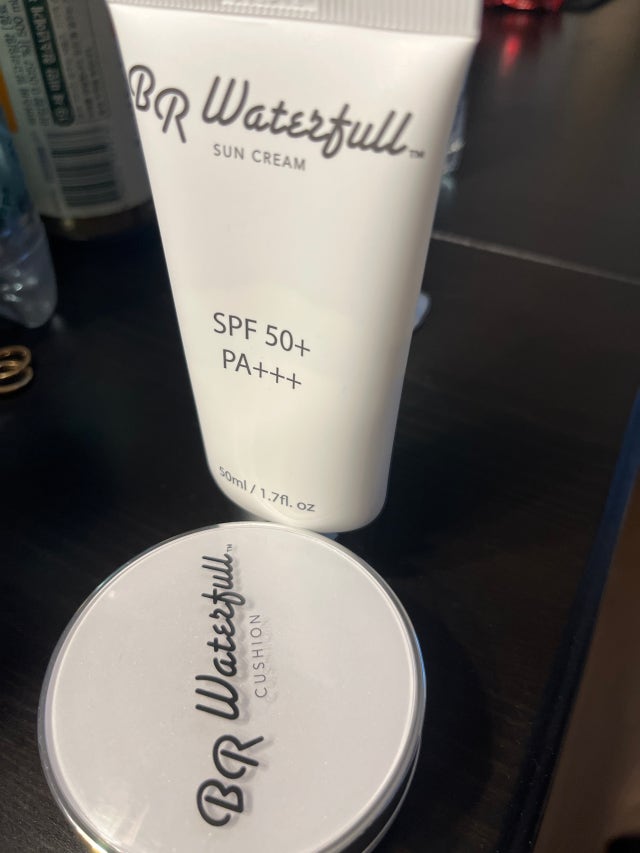 BR Waterfull™
SUN CREAM
SPF 50+
PA+++
50ml / 1.7fl. oz
BR Waterfull™
CUSHION